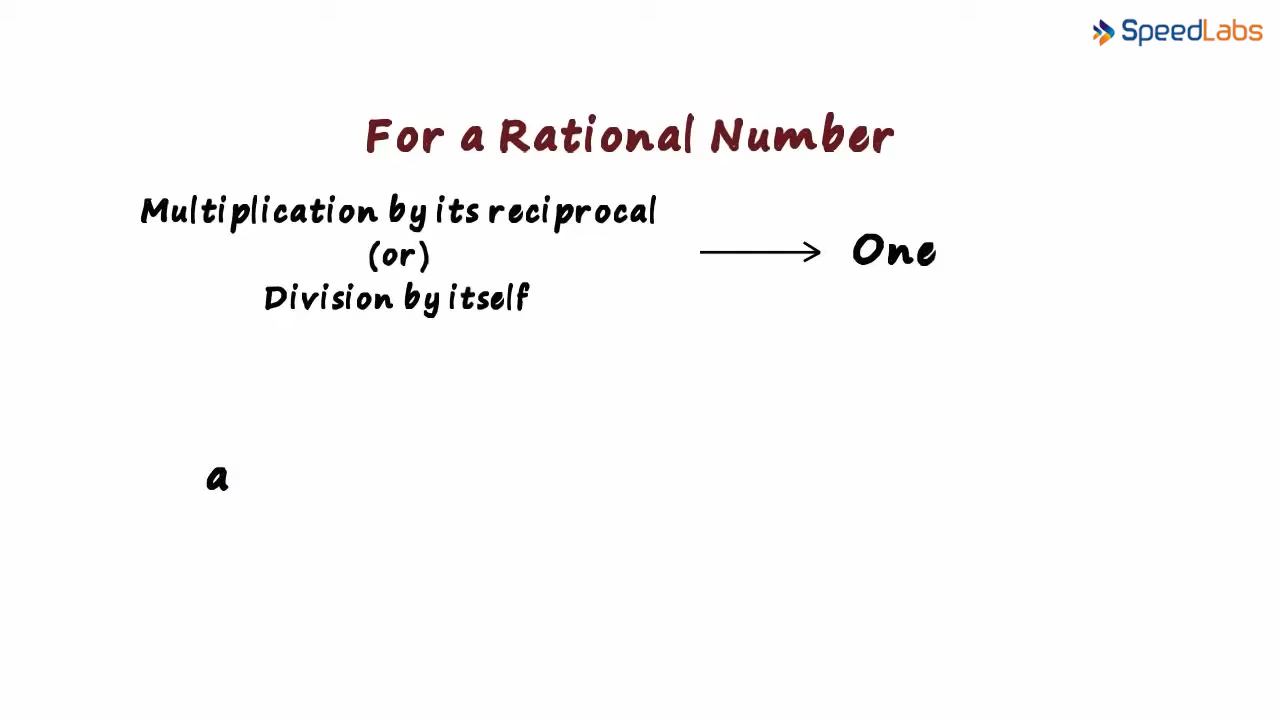 SpeedLabs
For a Rational Number
Multiplication by its reciprocal
(or)
Division by itself
One
a